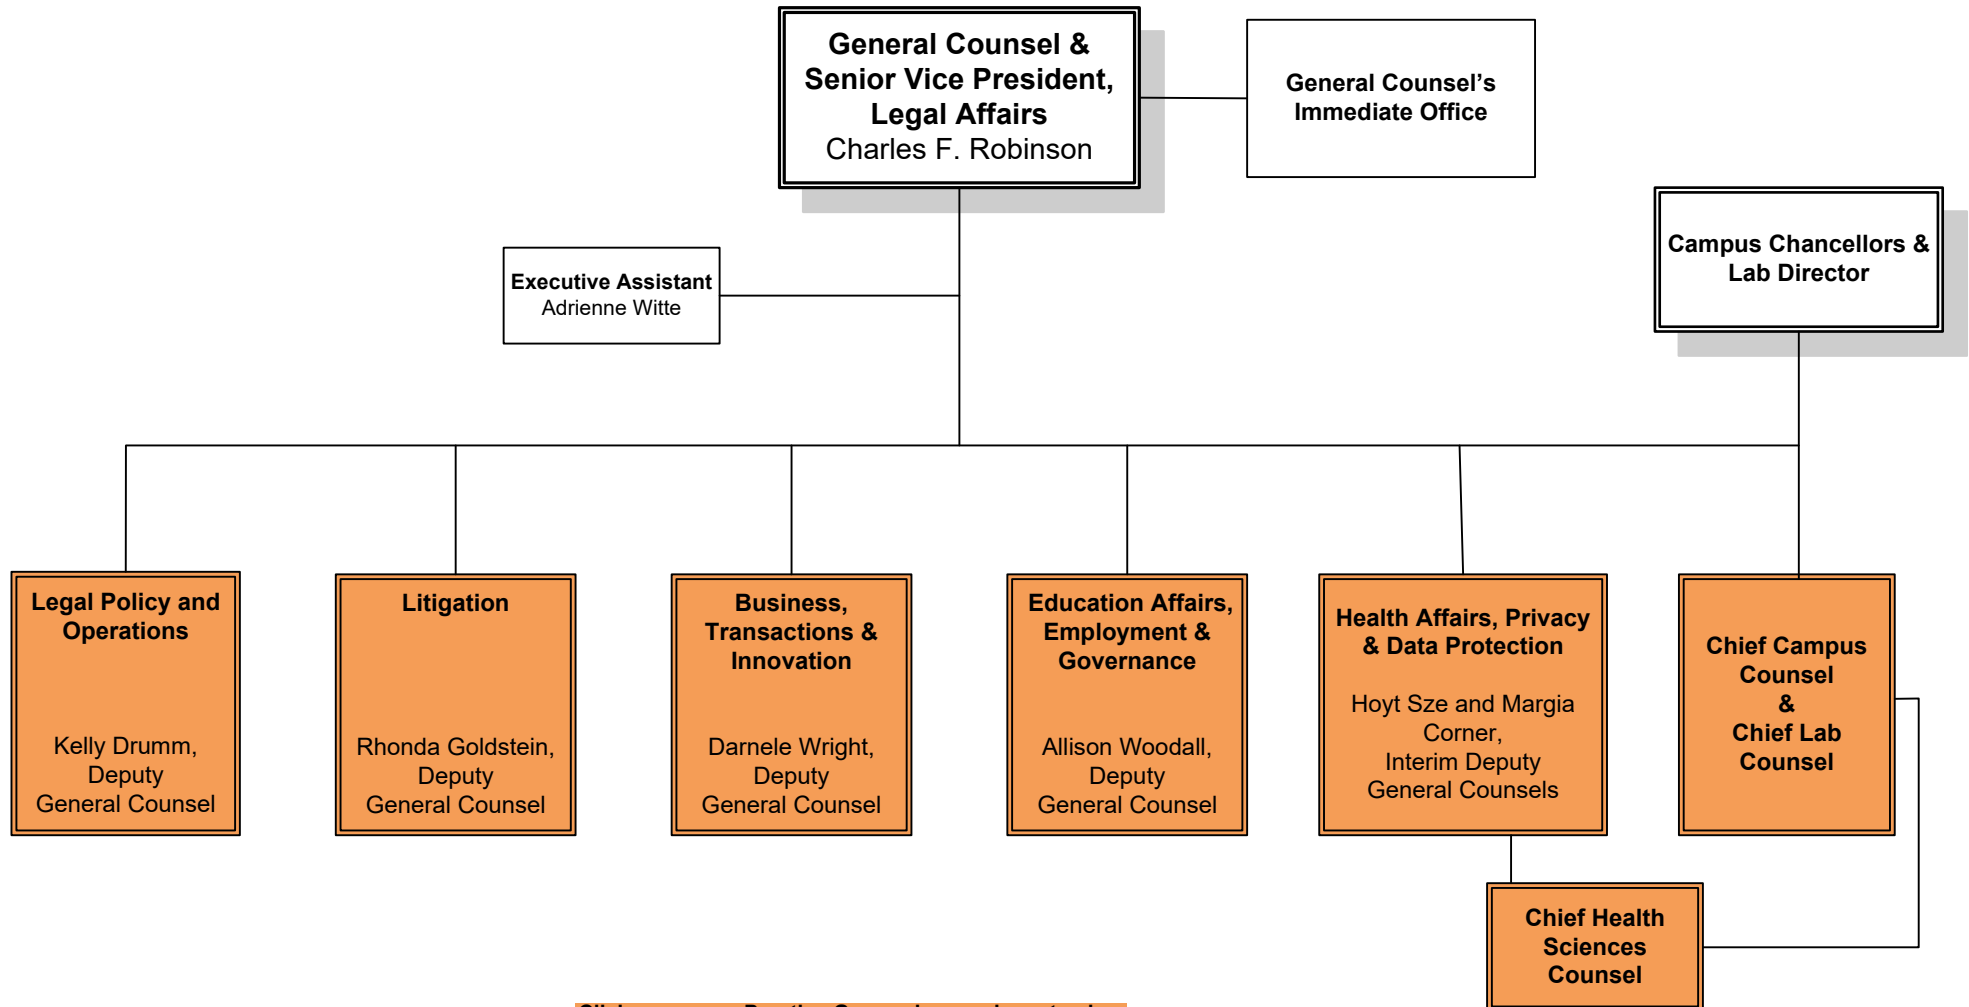 General Counsel &
Senior Vice President,
Legal Affairs
Charles F. Robinson
General Counsel's
Immediate Office
Campus Chancellors &
Lab Director
Executive Assistant
Adrienne Witte
Legal Policy and
Operations
Kelly Drumm,
Deputy
General Counsel
Litigation
Rhonda Goldstein,
Deputy
General Counsel
Business,
Transactions &
Innovation
Darnele Wright,
Deputy
General Counsel
Education Affairs,
Employment &
Governance
Allison Woodall,
Deputy
General Counsel
Health Affairs, Privacy
& Data Protection
Hoyt Sze and Margia
Corner,
Interim Deputy
General Counsels
Chief Campus
Counsel
&
Chief Lab
Counsel
Chief Health
Sciences
Counsel